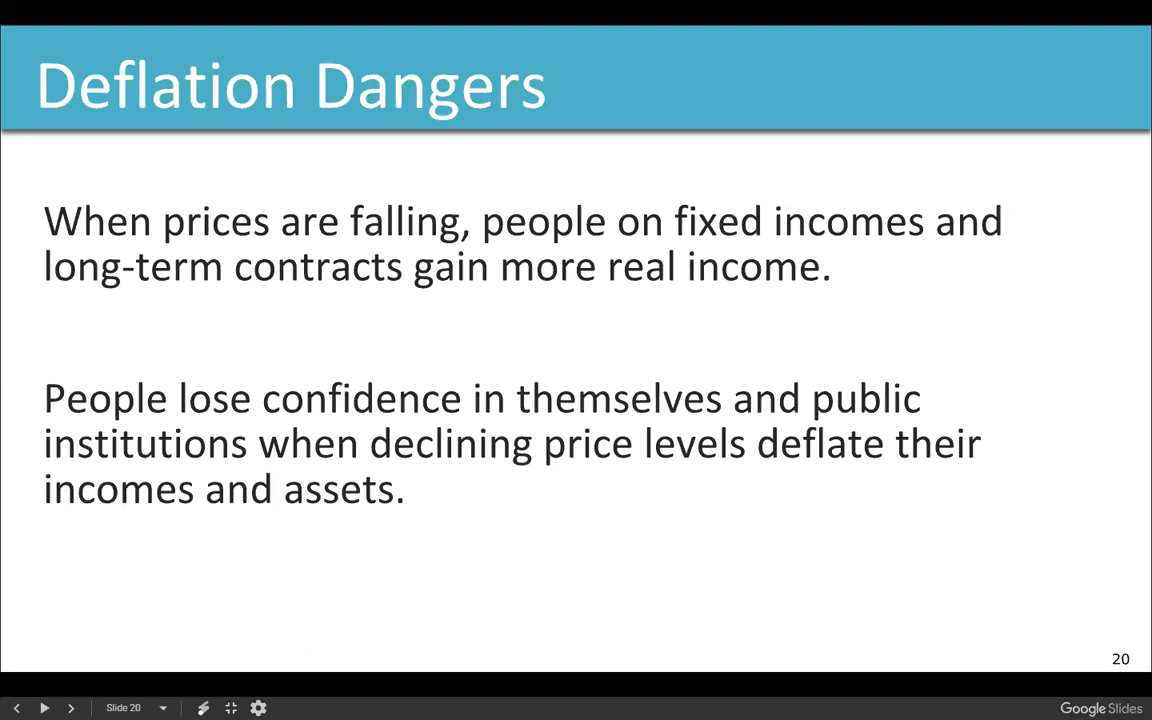 Deflation Dangers
When prices are falling, people on fixed incomes and
long-term contracts gain more real income.
People lose confidence in themselves and public
institutions when declining price levels deflate their
incomes and assets.
20
Slide 20
Google Slides